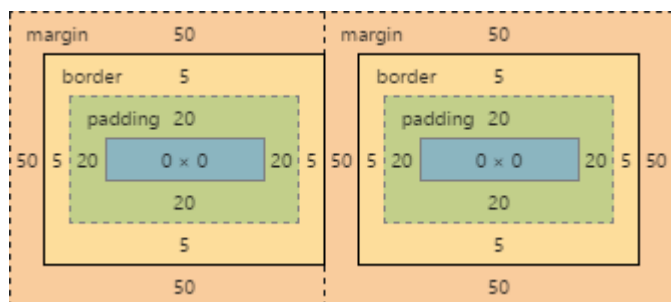 margin 50 margin 50
border 5 border 5
padding 20 padding 20
50 5 20 0 × 0 20 5 50 5 20 0 × 0 20 5 50
20 20
5 5
50 50